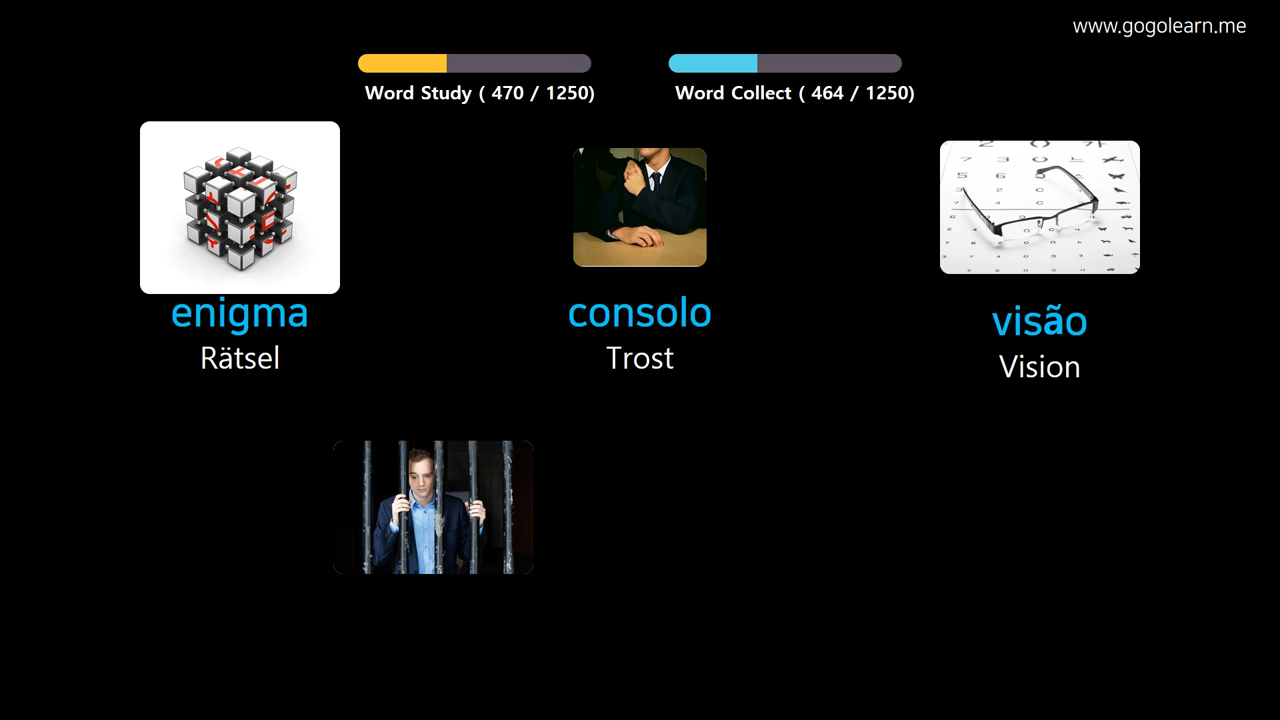 www.gogolearn.me
Word Study ( 470 / 1250)
Word Collect ( 464 / 1250)
enigma
Rätsel
consolo
Trost
visão
Vision